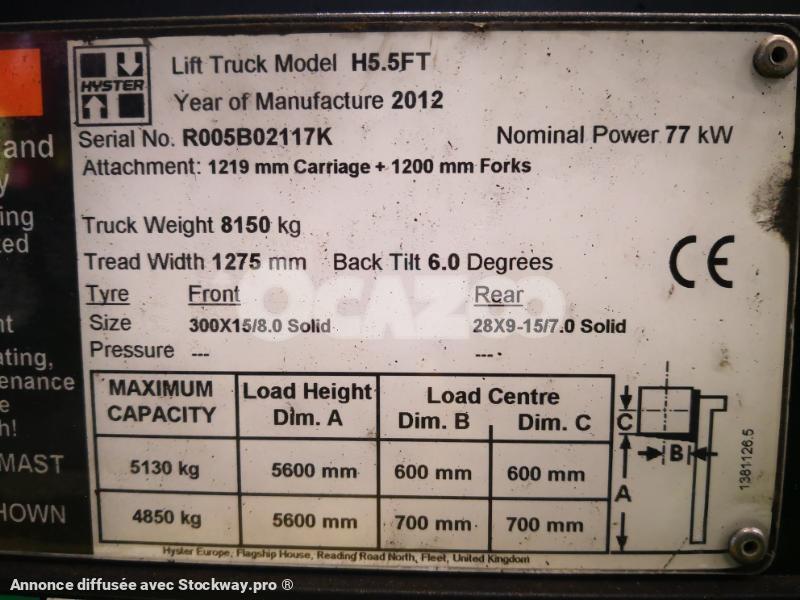 HYSTER
Lift Truck Model H5.5FT
Year of Manufacture 2012
Serial No. R005B02117K Nominal Power 77 kW
Attachment: 1219 mm Carriage + 1200 mm Forks
Truck Weight 8150 kg
Tread Width 1275 mm Back Tilt 6.0 Degrees
CE
Tyre Front Rear
Size 300X15/8.0 Solid 28X9-15/7.0 Solid
Pressure --- ---
MAXIMUM CAPACITY Load Height Dim. A Load Centre Dim. B Dim. C
5130 kg 5600 mm 600 mm 600 mm
4850 kg 5600 mm 700 mm 700 mm
C
B
A
1381126.5
Hyster Europe, Flagship House, Reading Road North, Fleet, United Kingdom
and
y
ing
ed
nt
ating,
enance
e
h!
MAST
HOWN
OCAZOO
Annonce diffusée avec Stockway.pro ®